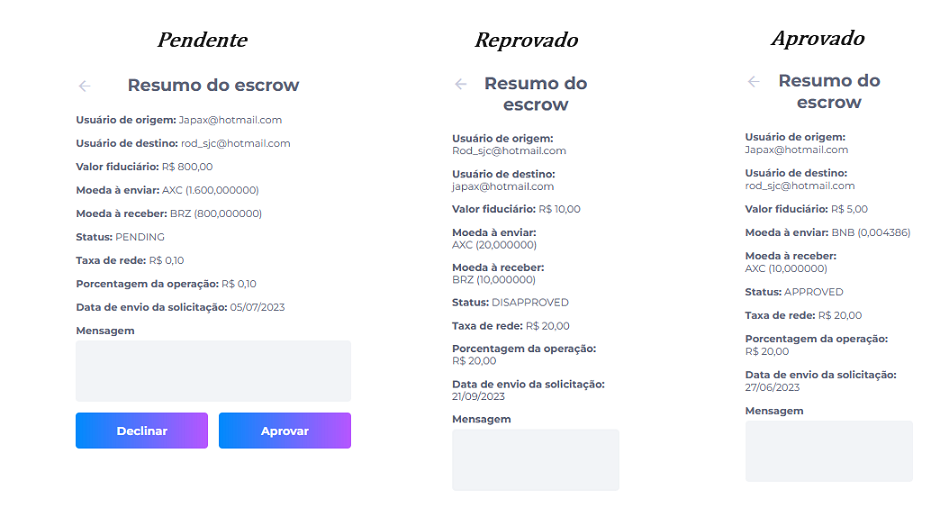 Pendente
Resumo do escrow
Usuário de origem: Japax@hotmail.com
Usuário de destino: rod_sjc@hotmail.com
Valor fiduciário: R$ 800,00
Moeda à enviar: AXC (1.600,000000)
Moeda à receber: BRZ (800,000000)
Status: PENDING
Taxa de rede: R$ 0,10
Porcentagem da operação: R$ 0,10
Data de envio da solicitação: 05/07/2023
Mensagem
Declinar
Aprovar
Reprovado
Resumo do
escrow
Usuário de origem:
Rod_sjc@hotmail.com
Usuário de destino:
japax@hotmail.com
Valor fiduciário: R$ 10,00
Moeda à enviar:
AXC (20,000000)
Moeda à receber:
BRZ (10,000000)
Status: DISAPPROVED
Taxa de rede: R$ 20,00
Porcentagem da operação:
R$ 20,00
Data de envio da solicitação:
21/09/2023
Mensagem
Aprovado
Resumo do
escrow
Usuário de origem:
Japax@hotmail.com
Usuário de destino:
rod_sjc@hotmail.com
Valor fiduciário: R$ 5,00
Moeda à enviar: BNB (0,004386)
Moeda à receber:
AXC (10,000000)
Status: APPROVED
Taxa de rede: R$ 20,00
Porcentagem da operação:
R$ 20,00
Data de envio da solicitação:
27/06/2023
Mensagem